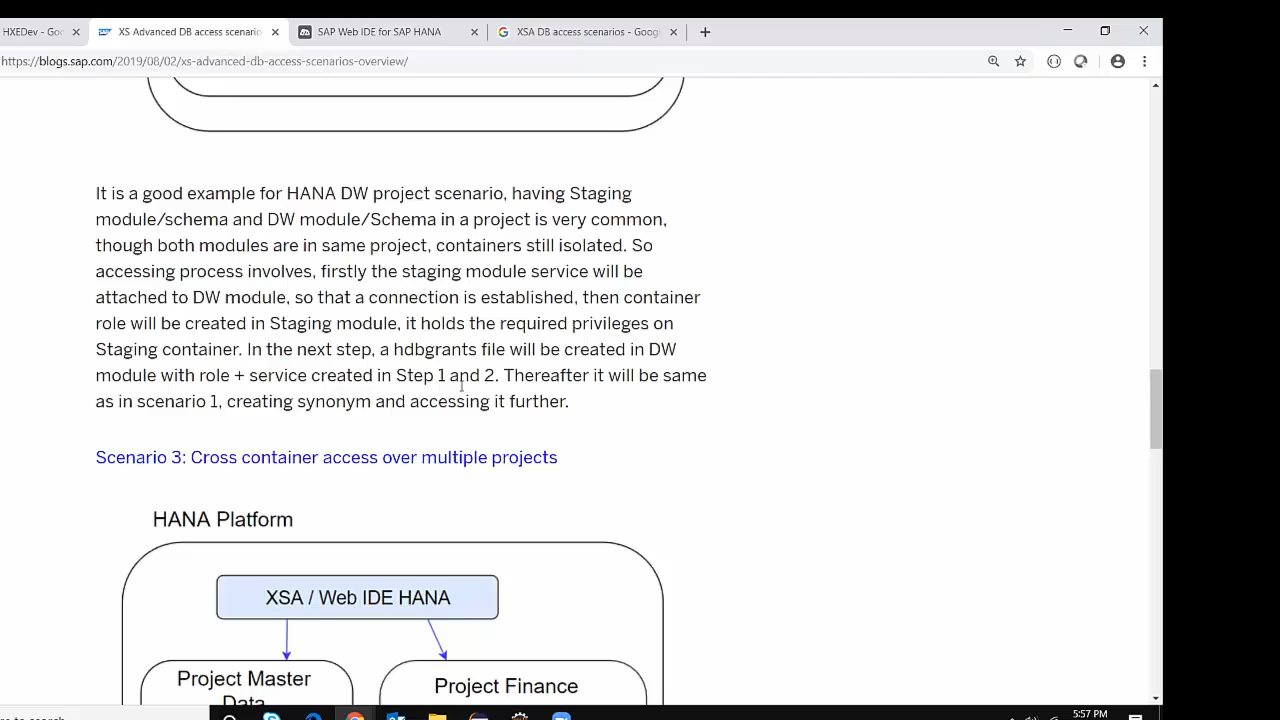 HXEDev - Goo
XS Advanced DB access scenario
SAP Web IDE for SAP HANA
XSA DB access scenarios - Google
https://blogs.sap.com/2019/08/02/xs-advanced-db-access-scenarios-overview/
It is a good example for HANA DW project scenario, having Staging
module/schema and DW module/Schema in a project is very common,
though both modules are in same project, containers still isolated. So
accessing process involves, firstly the staging module service will be
attached to DW module, so that a connection is established, then container
role will be created in Staging module, it holds the required privileges on
Staging container. In the next step, a hdbgrants file will be created in DW
module with role + service created in Step 1 and 2. Thereafter it will be same
as in scenario 1, creating synonym and accessing it further.
Scenario 3: Cross container access over multiple projects
HANA Platform
XSA / Web IDE HANA
Project Master
Data
Project Finance
re to search
5:57 PM